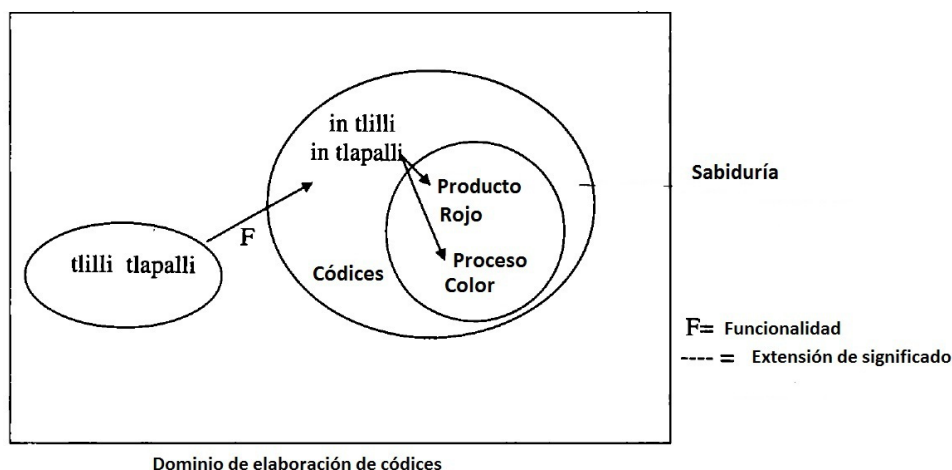 in tlilli
in tlapalli
Producto
Rojo
Sabiduría
F
tlilli tlapalli
Códices
Proceso
Color
F= Funcionalidad
---- = Extensión de significado
Dominio de elaboración de códices